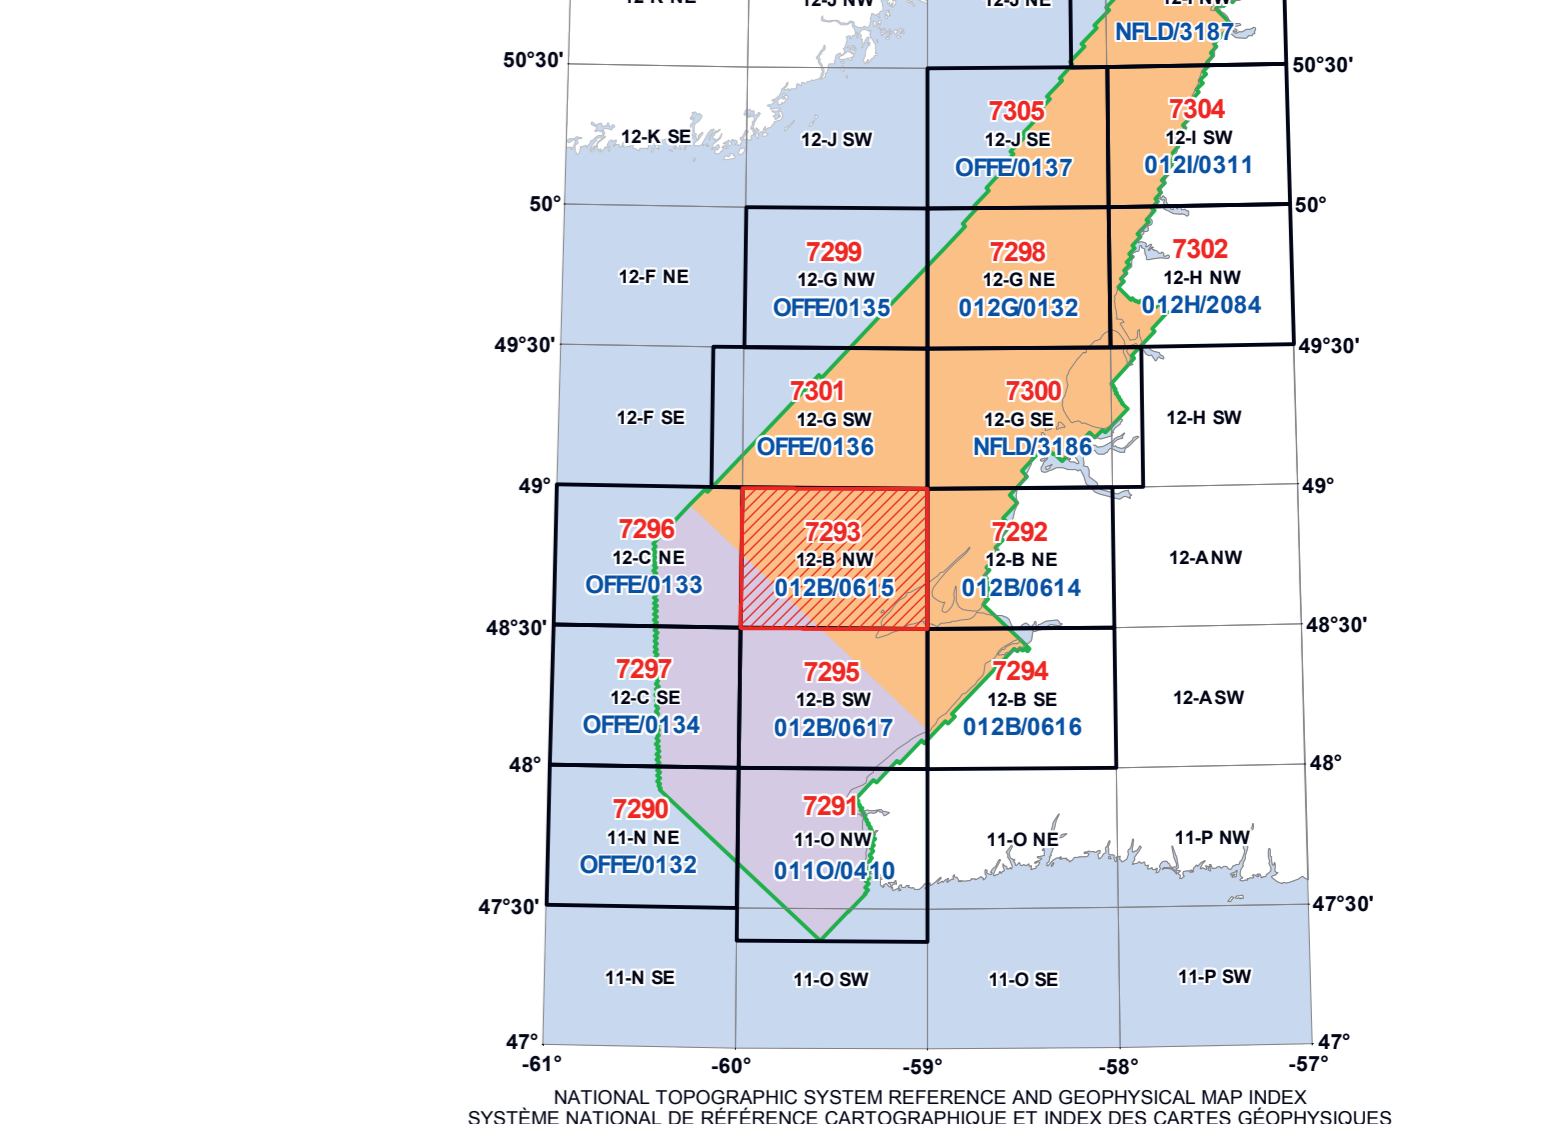 12-J NW
12-J NE
NFLD/3187
50°30'
50°30'
7305
7304
12-K SE
12-J SW
12-J SE
12-I SW
OFFE/0137
012I/0311
50°
50°
7299
7298
7302
12-F NE
12-G NW
12-G NE
12-H NW
OFFE/0135
012G/0132
012H/2084
49°30'
49°30'
7301
7300
12-F SE
12-G SW
12-G SE
12-H SW
OFFE/0136
NFLD/3186
49°
49°
7296
7293
7292
12-C NE
12-B NW
12-B NE
12-A NW
OFFE/0133
012B/0615
012B/0614
48°30'
48°30'
7297
7295
7294
12-C SE
12-B SW
12-B SE
12-A SW
OFFE/0134
012B/0617
012B/0616
48°
48°
7290
7291
11-N NE
11-O NW
11-O NE
11-P NW
OFFE/0132
011O/0410
47°30'
47°30'
11-N SE
11-O SW
11-O SE
11-P SW
47°
47°
-61°
-60°
-59°
-58°
-57°
NATIONAL TOPOGRAPHIC SYSTEM REFERENCE AND GEOPHYSICAL MAP INDEX
SYSTÈME NATIONAL DE RÉFÉRENCE CARTOGRAPHIQUE ET INDEX DES CARTES GÉOPHYSIQUES